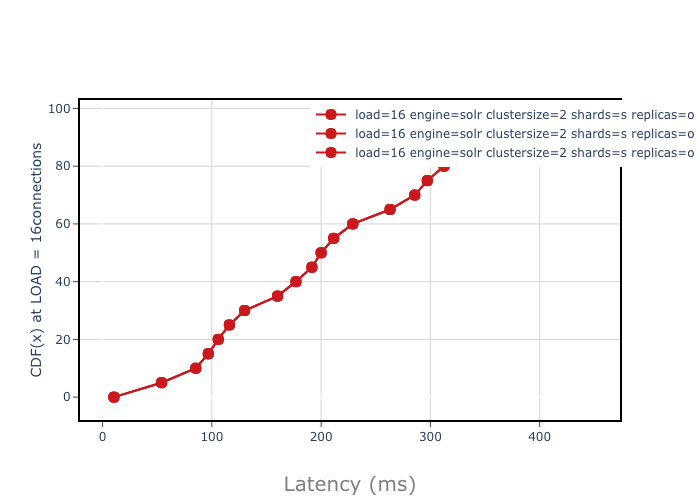 load=16 engine=solr clustersize=2 shards=s replicas=o
load=16 engine=solr clustersize=2 shards=s replicas=o
load=16 engine=solr clustersize=2 shards=s replicas=o
CDF(x) at LOAD = 16connections
100
80
60
40
20
0
0 100 200 300 400
Latency (ms)